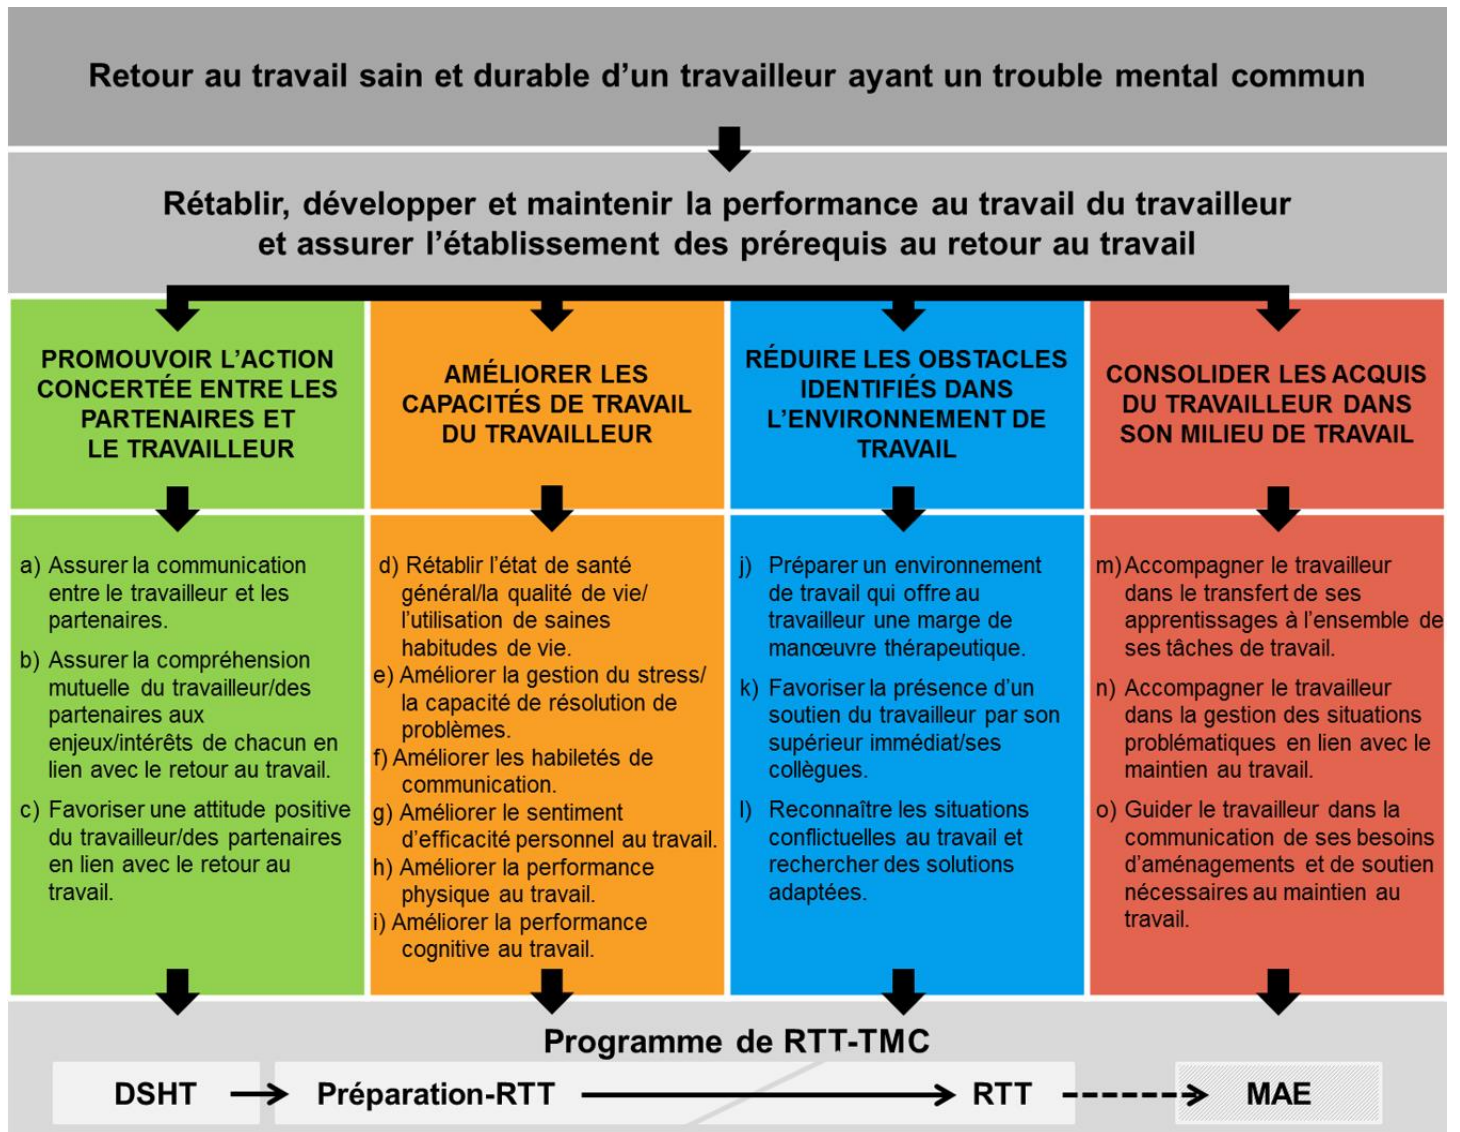 Retour au travail sain et durable d’un travailleur ayant un trouble mental commun
Rétablir, développer et maintenir la performance au travail du travailleur
et assurer l’établissement des prérequis au retour au travail
PROMOUVOIR L’ACTION
CONCERTÉE ENTRE LES
PARTENAIRES ET
LE TRAVAILLEUR
a) Assurer la communication
entre le travailleur et les
partenaires.
b) Assurer la compréhension
mutuelle du travailleur/des
partenaires aux
enjeux/intérêts de chacun en
lien avec le retour au travail.
c) Favoriser une attitude positive
du travailleur/des partenaires
en lien avec le retour au
travail.
AMÉLIORER LES
CAPACITÉS DE TRAVAIL
DU TRAVAILLEUR
d) Rétablir l’état de santé
général/la qualité de vie/
l’utilisation de saines
habitudes de vie.
e) Améliorer la gestion du stress/
la capacité de résolution de
problèmes.
f) Améliorer les habiletés de
communication.
g) Améliorer le sentiment
d’efficacité personnel au travail.
h) Améliorer la performance
physique au travail.
i) Améliorer la performance
cognitive au travail.
RÉDUIRE LES OBSTACLES
IDENTIFIÉS DANS
L’ENVIRONNEMENT DE
TRAVAIL
j) Préparer un environnement
de travail qui offre au
travailleur une marge de
manœuvre thérapeutique.
k) Favoriser la présence d’un
soutien du travailleur par son
supérieur immédiat/ses
collègues.
l) Reconnaître les situations
conflictuelles au travail et
rechercher des solutions
adaptées.
CONSOLIDER LES ACQUIS
DU TRAVAILLEUR DANS
SON MILIEU DE TRAVAIL
m) Accompagner le travailleur
dans le transfert de ses
apprentissages à l’ensemble de
ses tâches de travail.
n) Accompagner le travailleur
dans la gestion des situations
problématiques en lien avec le
maintien au travail.
o) Guider le travailleur dans la
communication de ses besoins
d’aménagements et de soutien
nécessaires au maintien au
travail.
Programme de RTT-TMC
DSHT Préparation-RTT RTT MAE